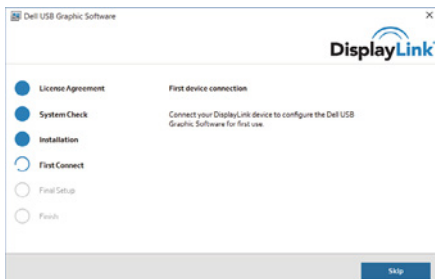 Dell USB Graphic Software
DisplayLink
License Agreement
System Check
Installation
First Connect
Final Setup
Finish
First device connection
Connect your DisplayLink device to configure the Dell USB
Graphic Software for first use.
Skip